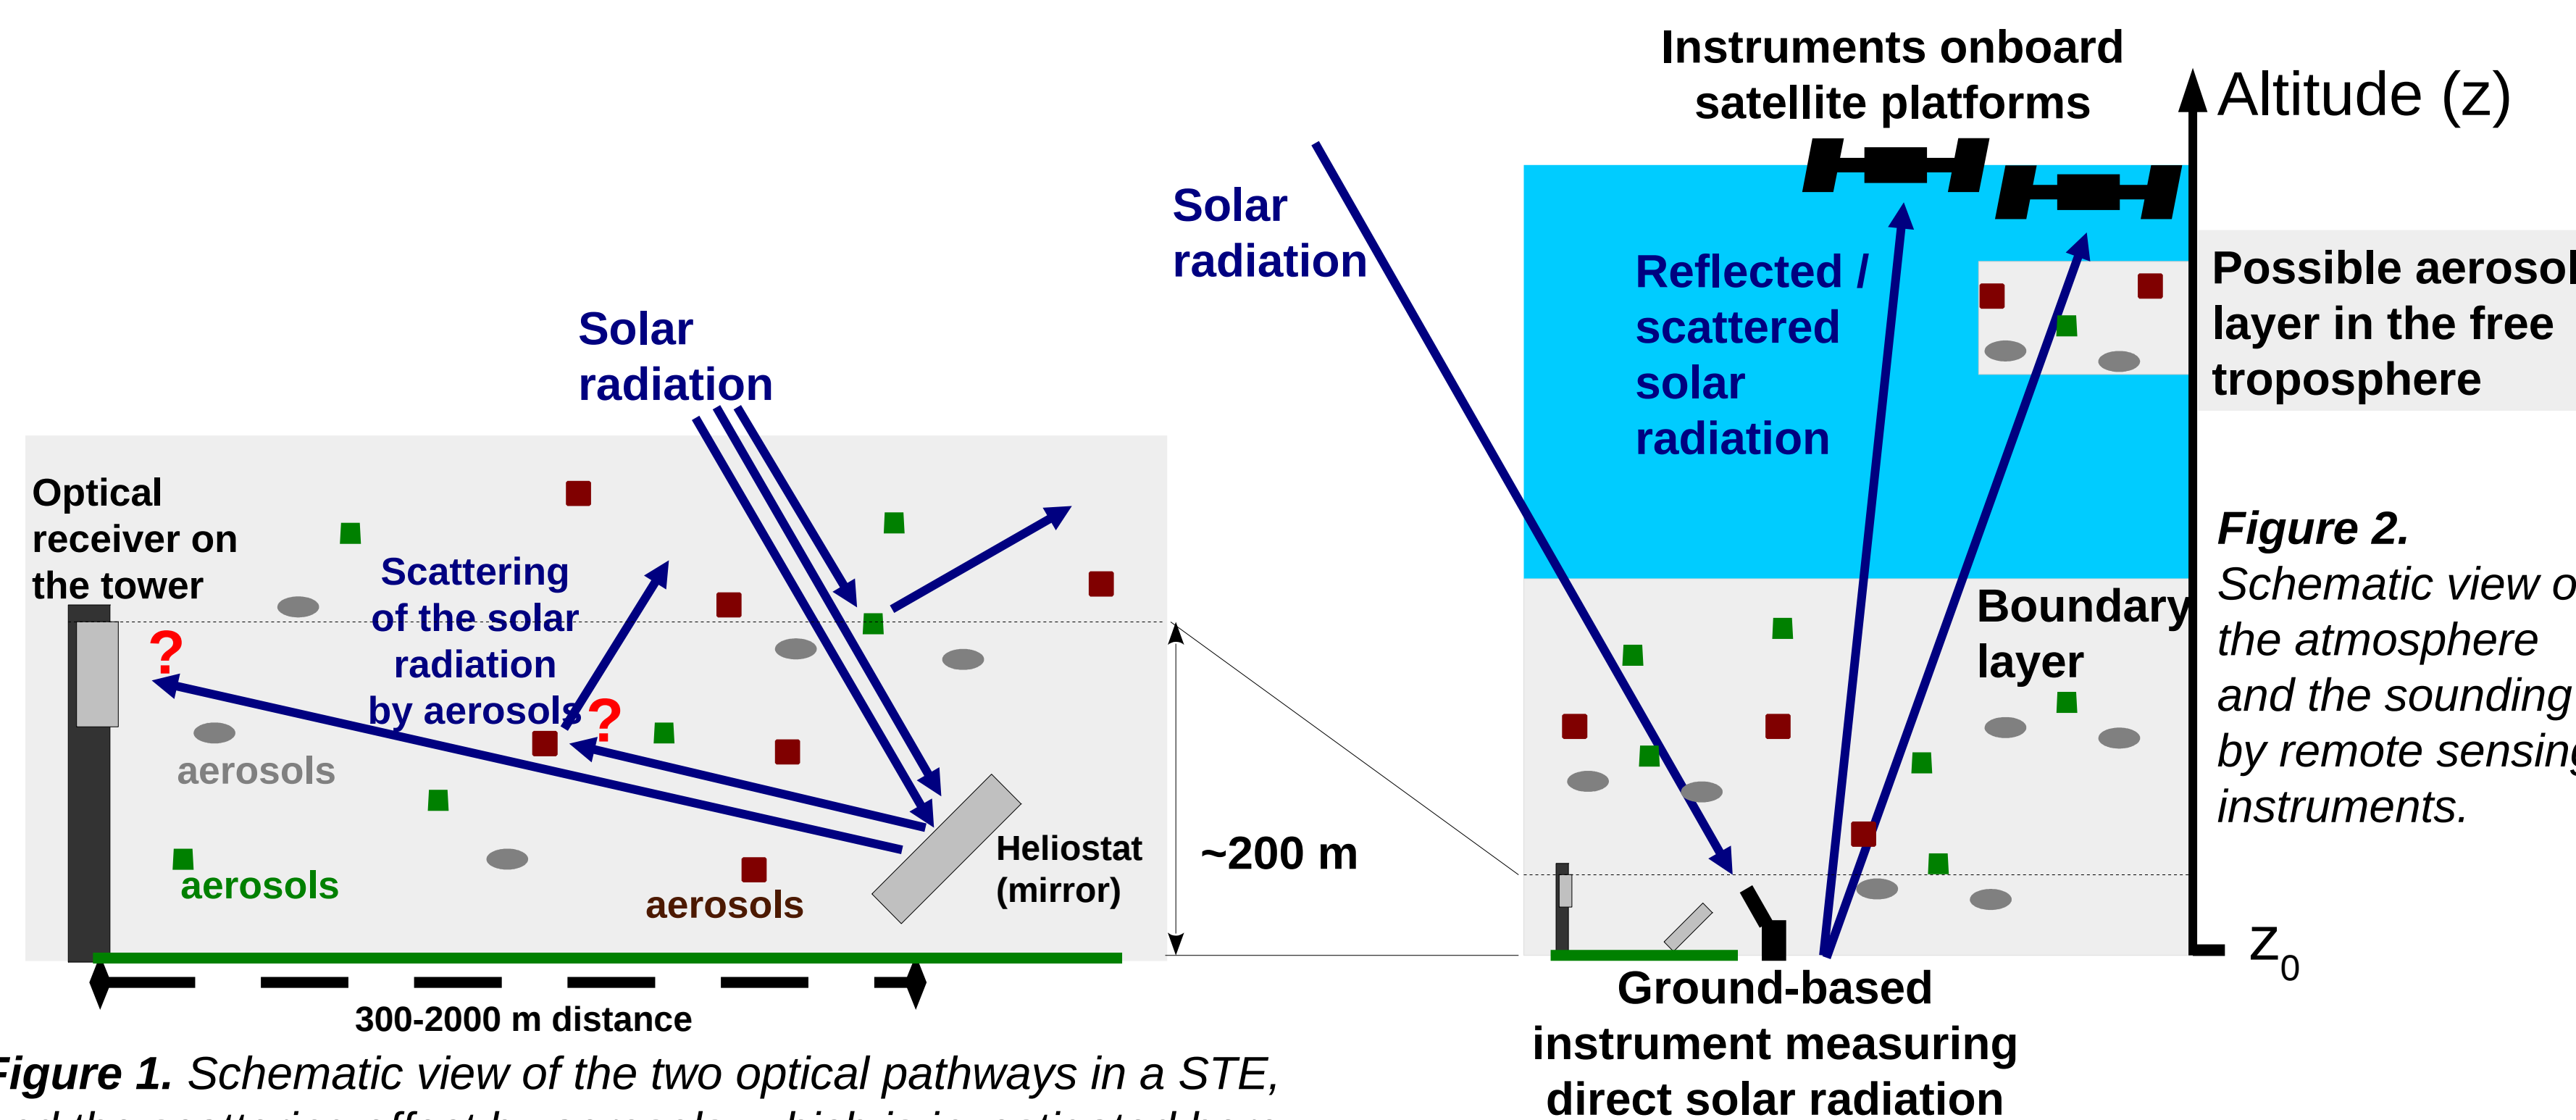 Instruments onboard
satellite platforms
Altitude (z)
Solar
radiation
Reflected /
scattered
solar
radiation
Possible aerosol
layer in the free
troposphere
Solar
radiation
Optical
receiver on
the tower
Scattering
of the solar
radiation
by aerosols
?
?
aerosols
aerosols
aerosols
Heliostat
(mirror)
~200 m
Boundary
layer
Figure 2.
Schematic view o
the atmosphere
and the sounding
by remote sensing
instruments.
z0
300-2000 m distance
Ground-based
instrument measuring
direct solar radiation
Figure 1. Schematic view of the two optical pathways in a STE,